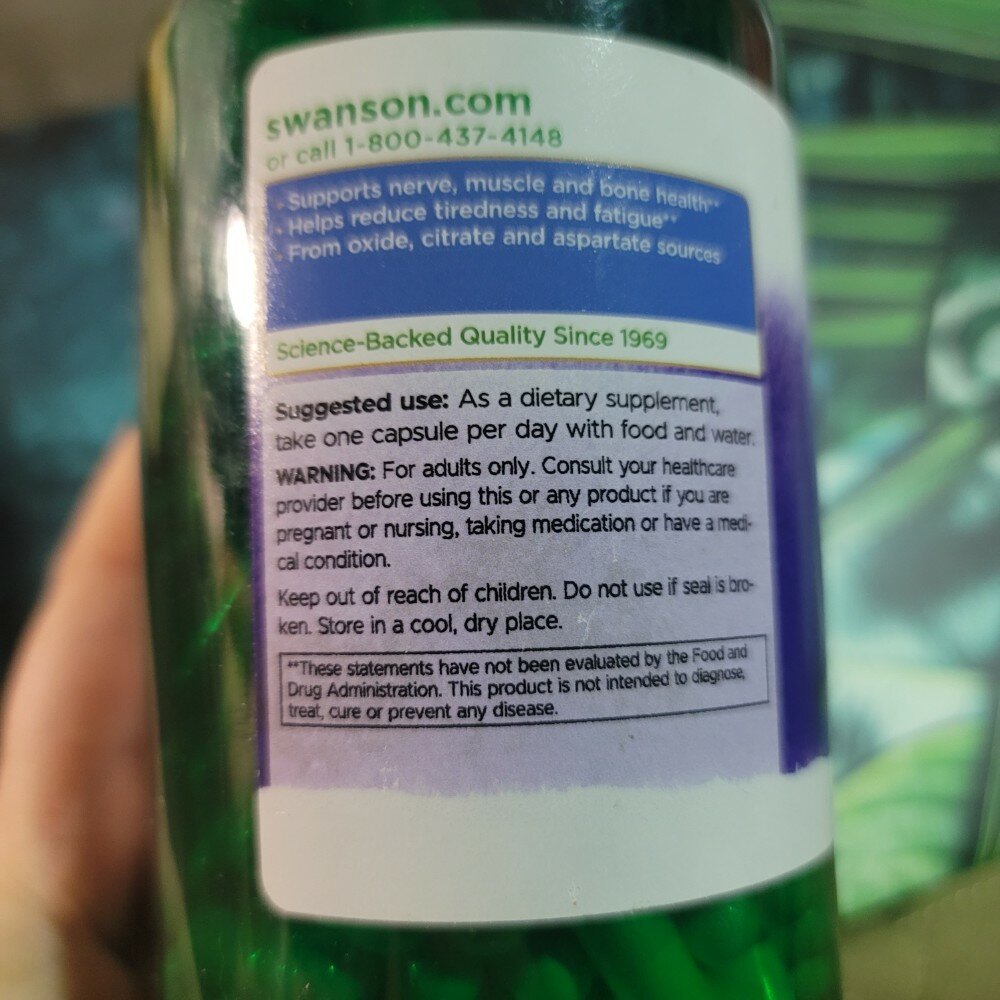 swanson.com
or call 1-800-437-4148
- Supports nerve, muscle and bone health**
- Helps reduce tiredness and fatigue**
- From oxide, citrate and aspartate sources
Science-Backed Quality Since 1969
Suggested use: As a dietary supplement,
take one capsule per day with food and water.
WARNING: For adults only. Consult your healthcare
provider before using this or any product if you are
pregnant or nursing, taking medication or have a medi-
cal condition.
Keep out of reach of children. Do not use if seal is bro-
ken. Store in a cool, dry place.
**These statements have not been evaluated by the Food and
Drug Administration. This product is not intended to diagnose,
treat, cure or prevent any disease.